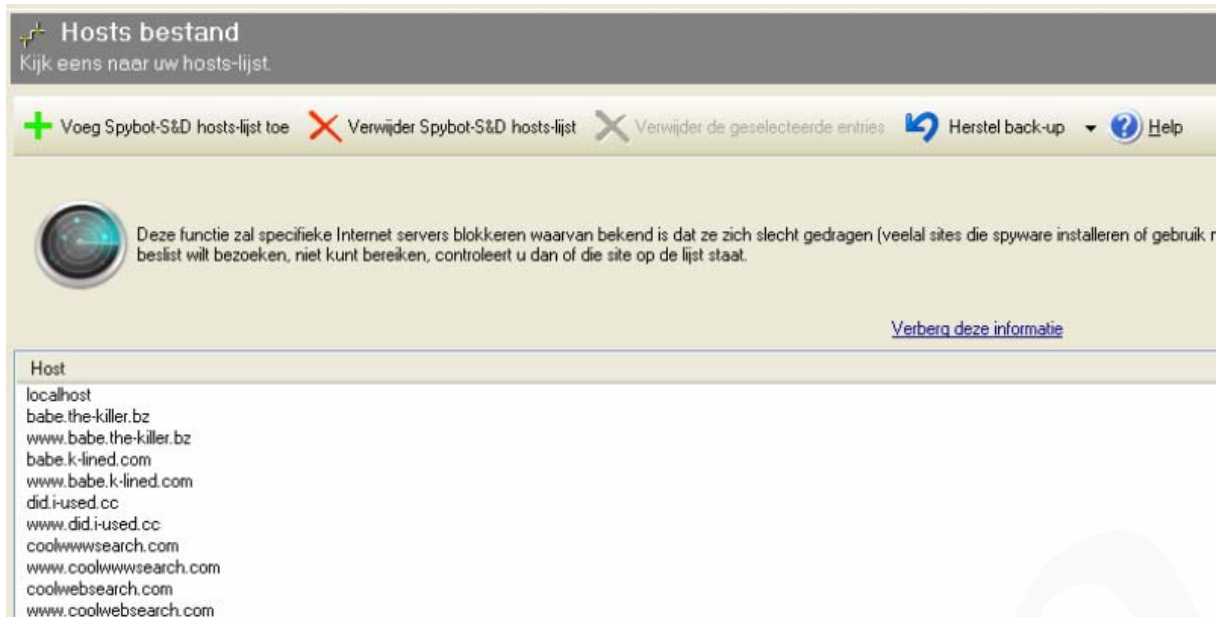 Hosts bestand
Kijk eens naar uw hosts-lijst.
Voeg Spybot-S&D hosts-lijst toe Verwijder Spybot-S&D hosts-lijst Verwijder de geselecteerde entries Herstel back-up Help
Deze functie zal specifieke Internet servers blokkeren waarvan bekend is dat ze zich slecht gedragen (veelal sites die spyware installeren of gebruik
beslist wilt bezoeken, niet kunt bereiken, controleert u dan of die site op de lijst staat.
Verberg deze informatie
Host
localhost
babe.the-killer.bz
www.babe.the-killer.bz
babe.k-lined.com
www.babe.k-lined.com
did.i-used.cc
www.did.i-used.cc
coolwwwsearch.com
www.coolwwwsearch.com
coolwebsearch.com
www.coolwebsearch.com